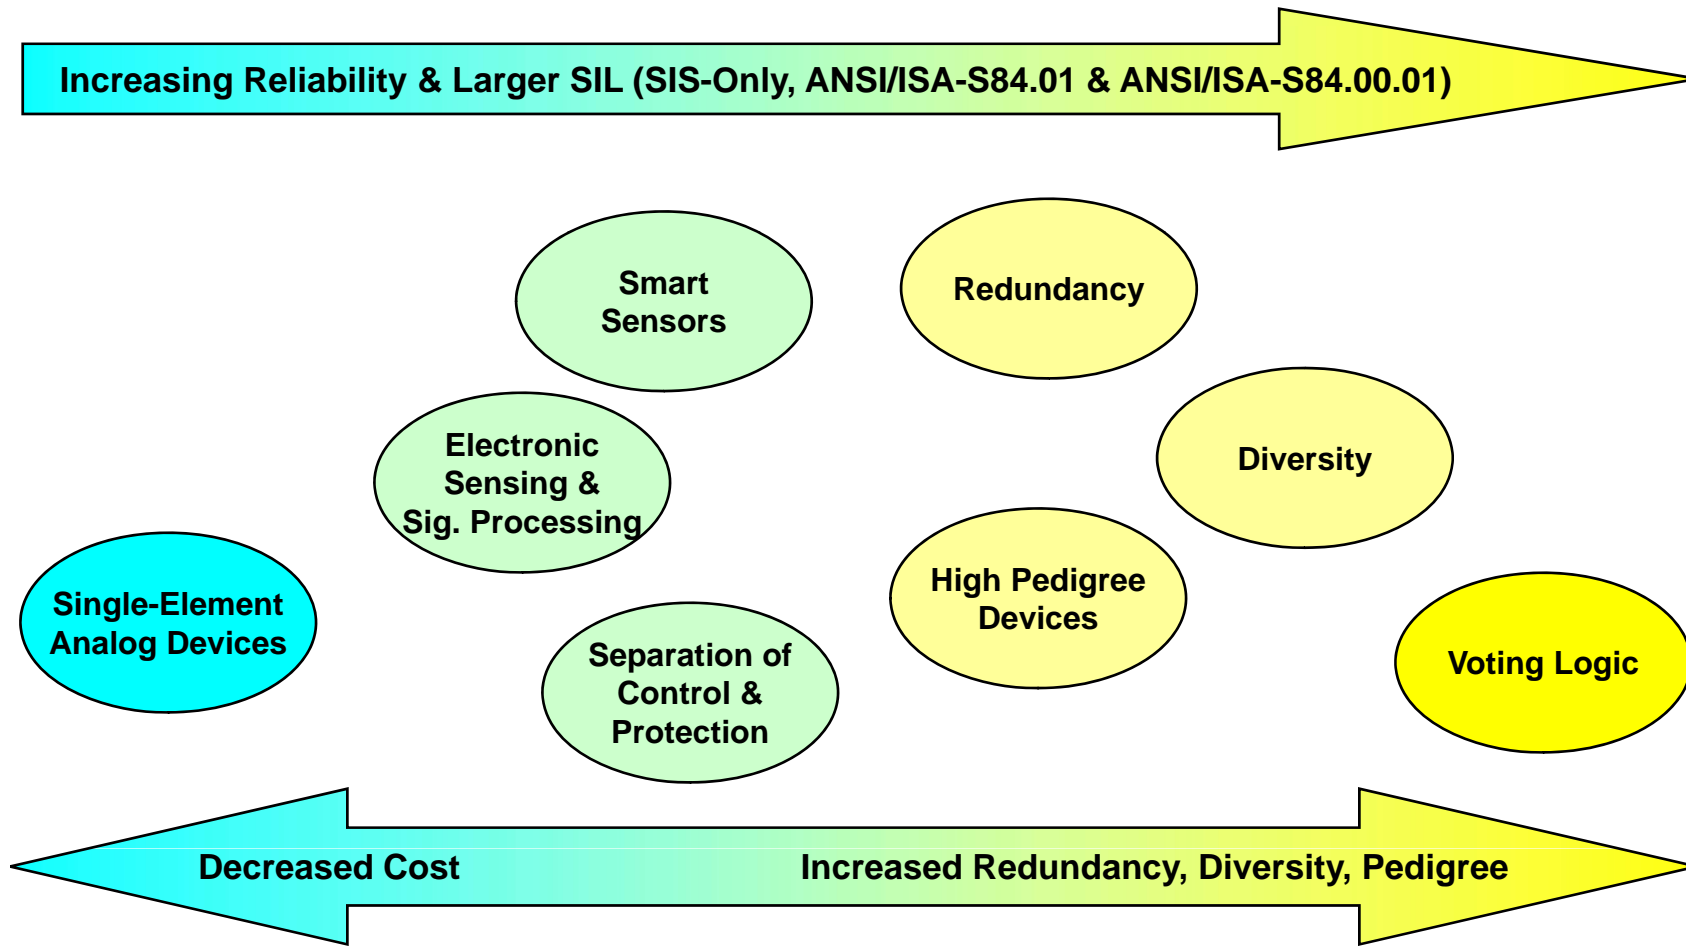 Increasing Reliability & Larger SIL (SIS-Only, ANSI/ISA-S84.01 & ANSI/ISA-S84.00.01)
Smart
Sensors
Redundancy
Electronic
Sensing &
Sig. Processing
Diversity
Single-Element
Analog Devices
High Pedigree
Devices
Separation of
Control &
Protection
Voting Logic
Decreased Cost
Increased Redundancy, Diversity, Pedigree